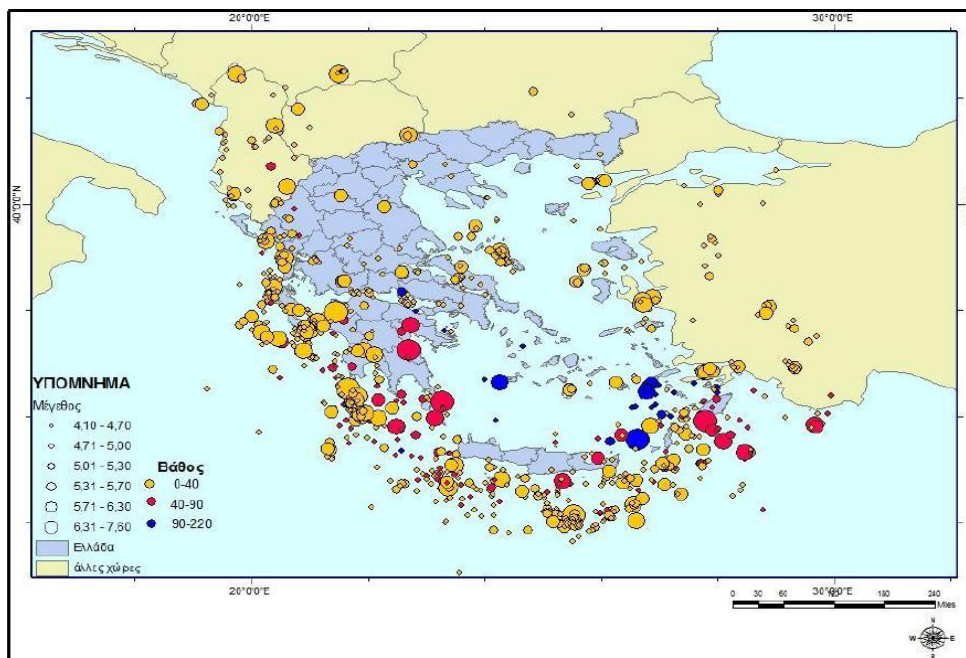 20°0'0"E
30°0'0"E
40°0'0"N
ΥΠΟΜΝΗΜΑ
Μέγεθος
4,10 - 4,70
4,71 - 5,00
5,01 - 5,30
5,31 - 5,70
5,71 - 6,30
6,31 - 7,60
Ελλάδα
άλλες χώρες
Βάθος
0-40
40-90
90-220
20°0'0"E
30°0'0"E
0 30 60 120 180 240
Miles
N
W E
S